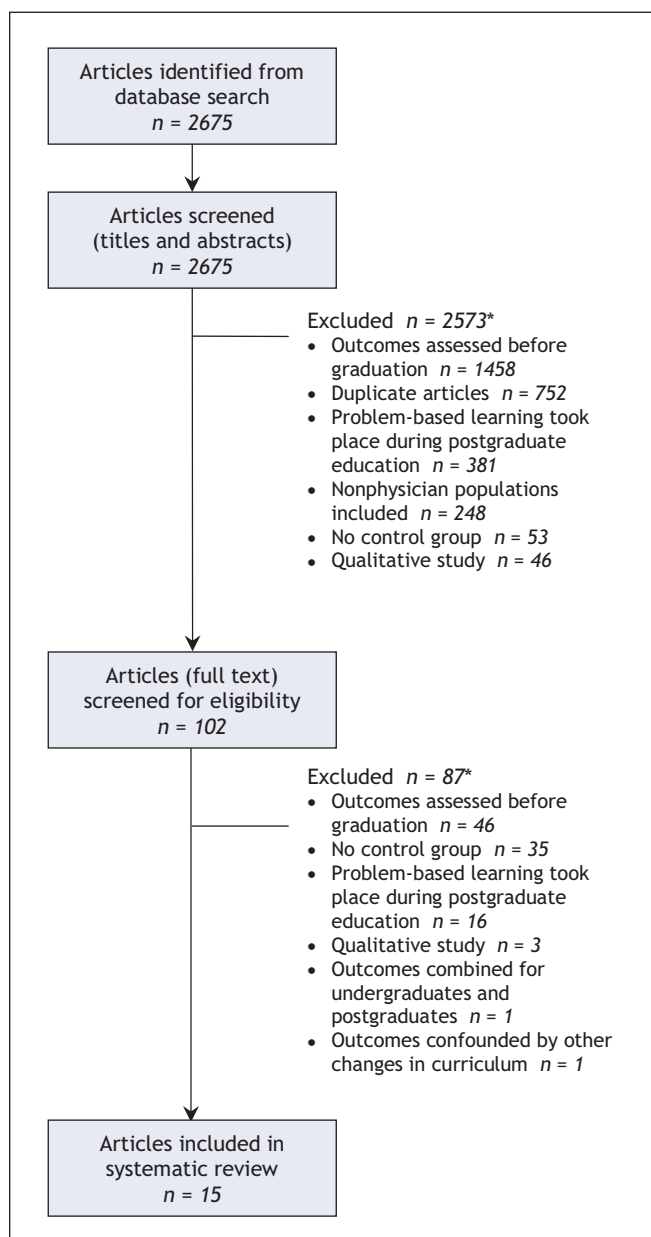 Articles identified from
database search
n = 2675
Articles screened
(titles and abstracts)
n = 2675
Excluded n = 2573*
• Outcomes assessed before
graduation n = 1458
• Duplicate articles n = 752
• Problem-based learning took
place during postgraduate
education n = 381
• Nonphysician populations
included n = 248
• No control group n = 53
• Qualitative study n = 46
Articles (full text)
screened for eligibility
n = 102
Excluded n = 87*
• Outcomes assessed before
graduation n = 46
• No control group n = 35
• Problem-based learning took
place during postgraduate
education n = 16
• Qualitative study n = 3
• Outcomes combined for
undergraduates and
postgraduates n = 1
• Outcomes confounded by other
changes in curriculum n = 1
Articles included in
systematic review
n = 15